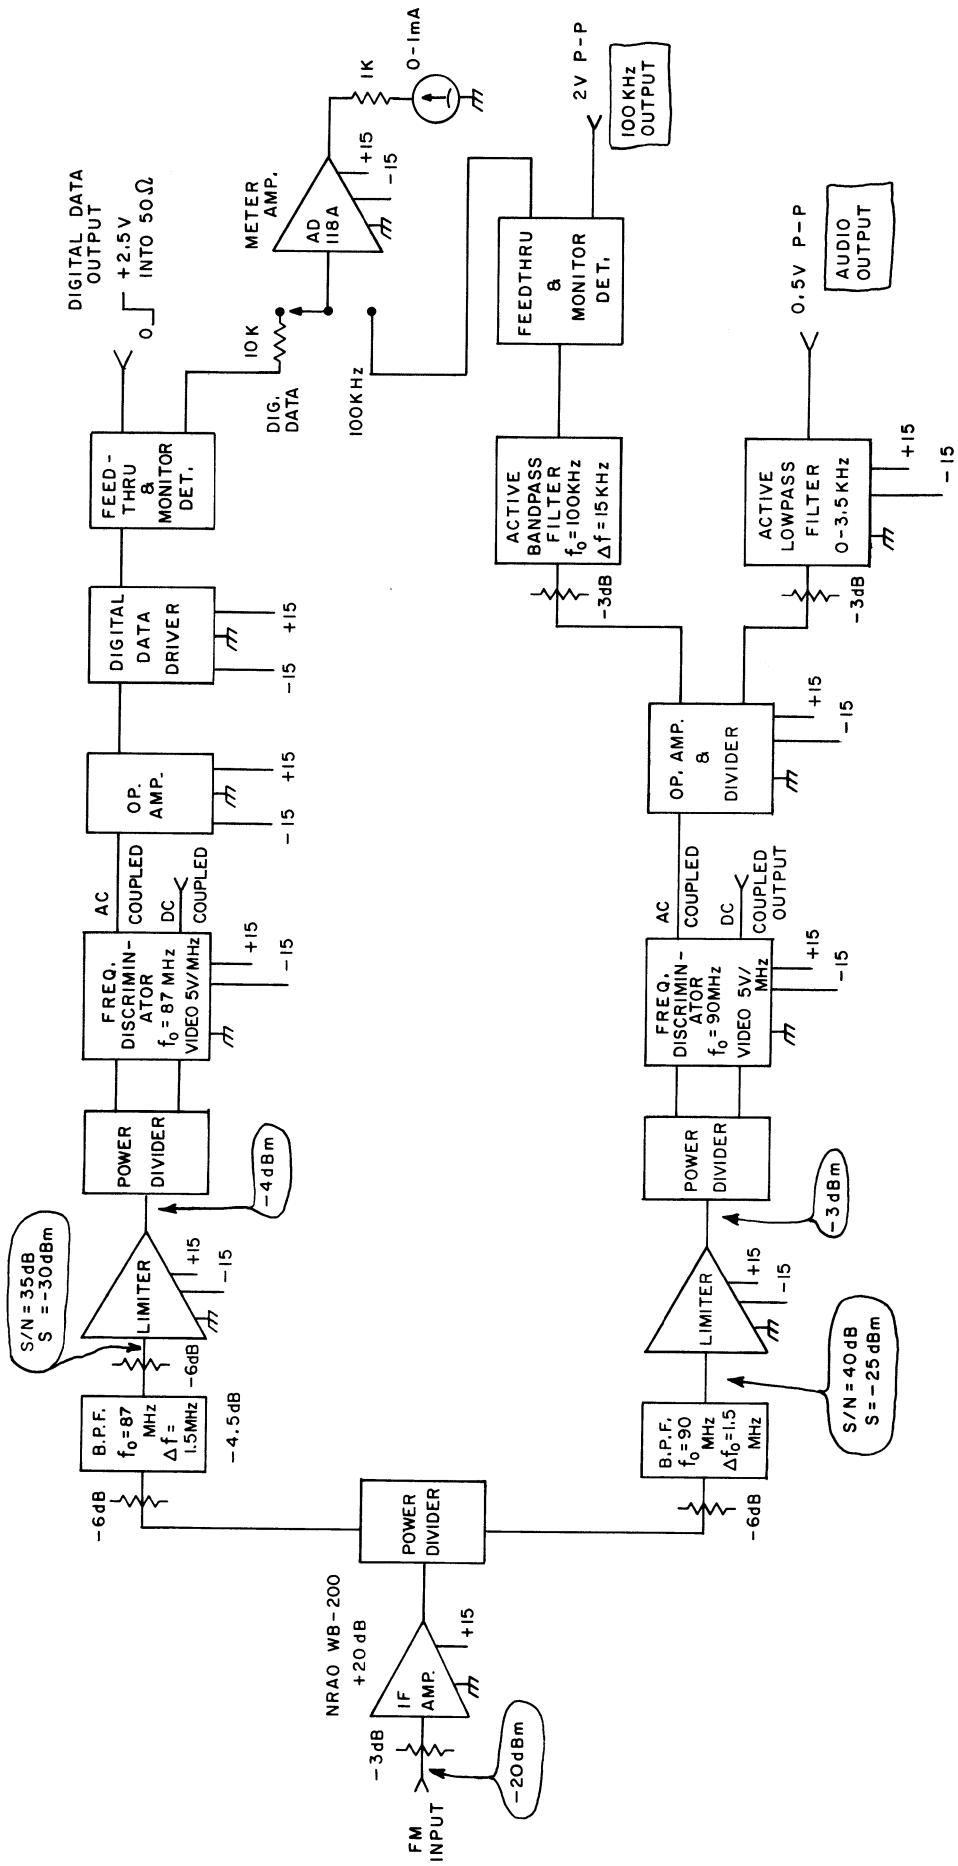 FM
INPUT
-20dBm
-3dB
IF
AMP.
NRAO WB-200
+20dB
+15
POWER
DIVIDER
-6dB
B.P.F.
f₀=87
MHz
Δf=
1.5MHz
-4.5dB
-6dB
S/N=35dB
S=-30dBm
LIMITER
+15
-15
-4dBm
POWER
DIVIDER
FREQ.
DISCRIMIN-
ATOR
f₀=87MHz
VIDEO 5V/MHz
+15
-15
AC
COUPLED
DC
COUPLED
OP.
AMP.
-15
+15
DIGITAL
DATA
DRIVER
-15
+15
FEED-
THRU
&
MONITOR
DET.
DIGITAL DATA
OUTPUT
+2.5V
INTO 50Ω
0
10K
DIG.
DATA
100KHz
METER
AMP.
AD
118A
+15
-15
1K
0-1mA
-6dB
B.P.F.
f₀=90
MHz
Δf₀=1.5
MHz
S/N=40dB
S=-25dBm
LIMITER
+15
-15
-3dBm
POWER
DIVIDER
FREQ.
DISCRIMIN-
ATOR
f₀=90MHz
VIDEO 5V/
MHz
+15
-15
AC
COUPLED
DC
COUPLED
OUTPUT
OP. AMP.
&
DIVIDER
+15
-15
-3dB
ACTIVE
BANDPASS
FILTER
f₀=100KHz
Δf=15KHz
FEEDTHRU
&
MONITOR
DET.
2V P-P
100KHz
OUTPUT
-3dB
ACTIVE
LOWPASS
FILTER
0-3.5KHz
+15
-15
0.5V P-P
AUDIO
OUTPUT